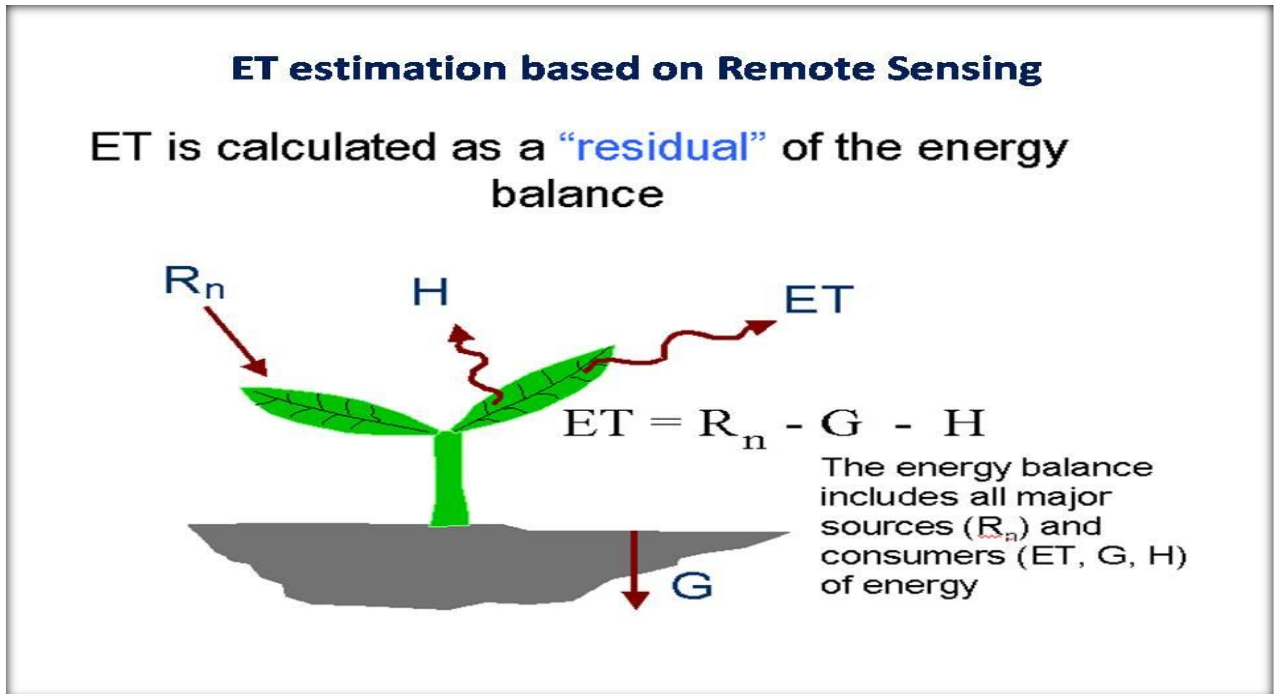 ET estimation based on Remote Sensing
ET is calculated as a “residual” of the energy
balance
Rn
H
ET
ET = Rn - G - H
The energy balance
includes all major
sources (Rn) and
consumers (ET, G, H)
of energy
G